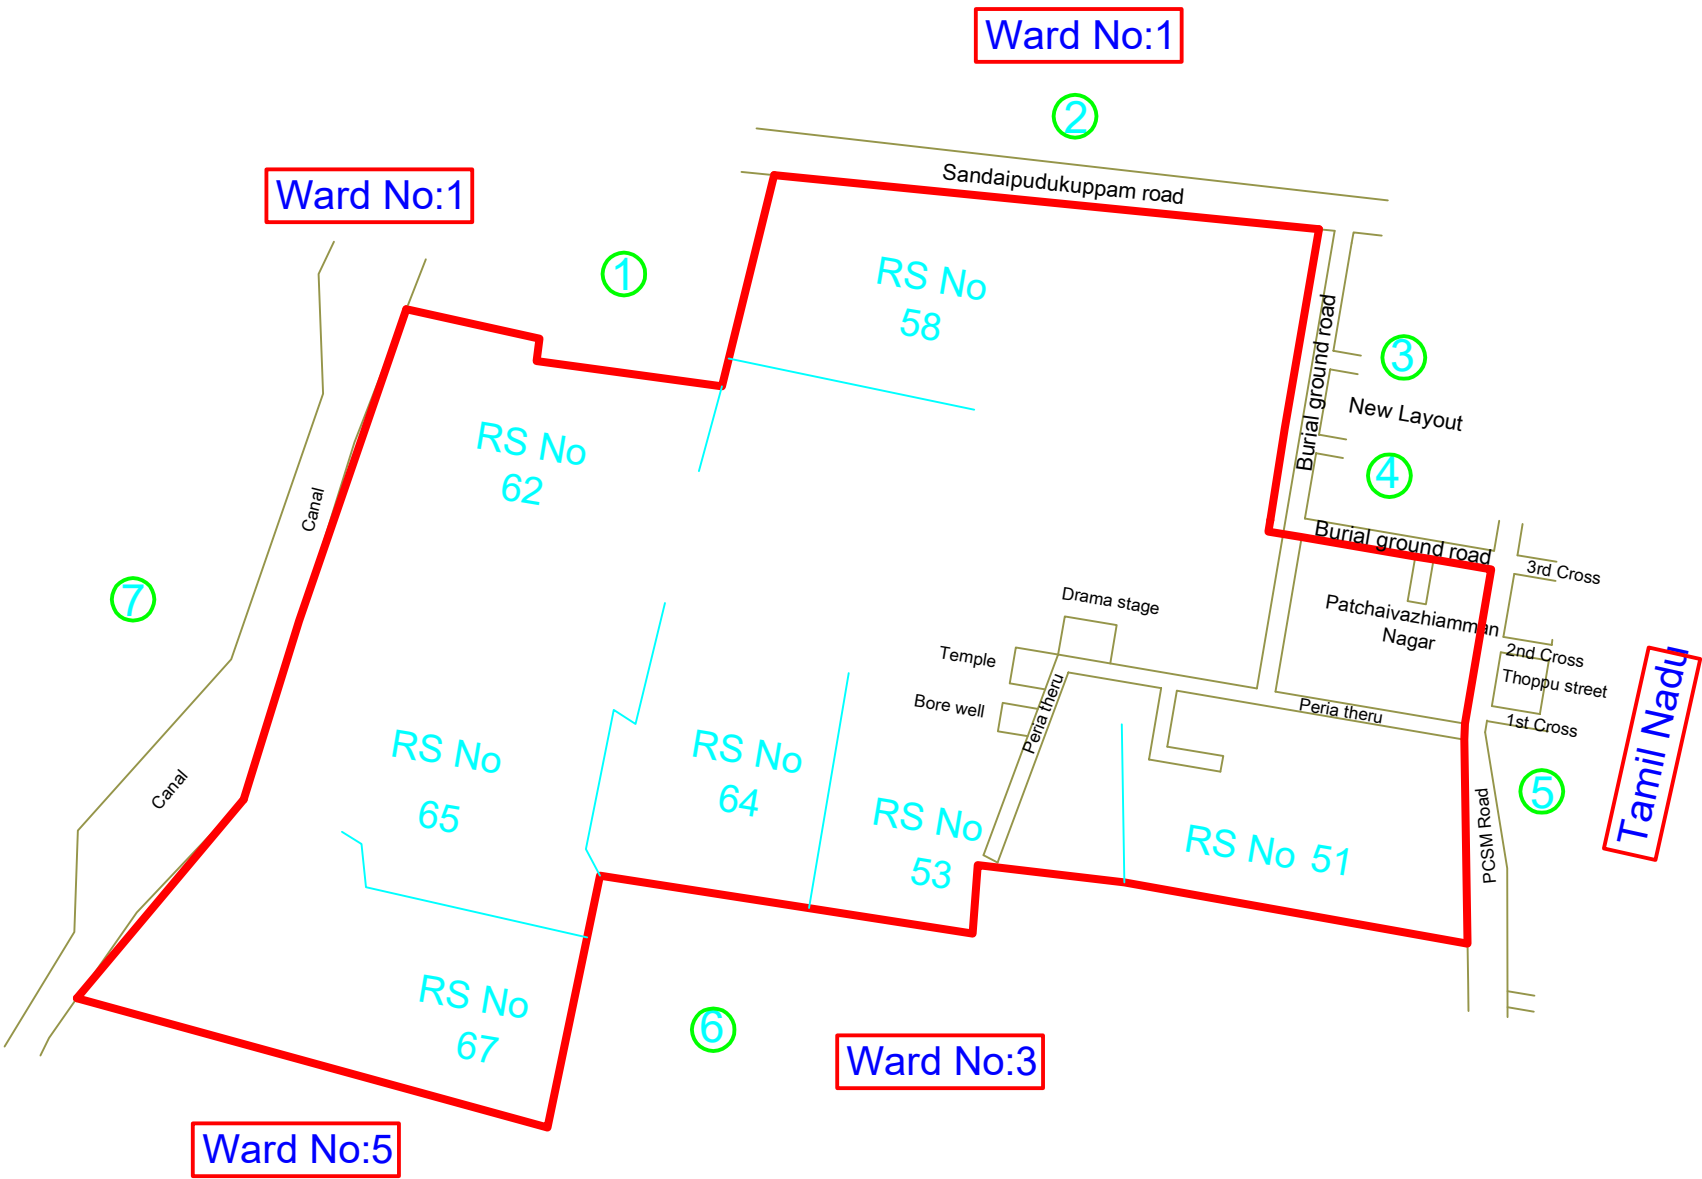 Ward No:1
2
Sandaipudukuppam road
Ward No:1
1
RS No
58
Burial ground road
3
New Layout
4
RS No
62
Canal
Burial ground road
3rd Cross
7
Drama stage
Patchaivazhiamman
Nagar
Temple
2nd Cross
Thoppu street
Bore well
Peria theru
Peria theru
1st Cross
Tamil Nadu
RS No
65
RS No
64
Canal
5
PCSM Road
RS No
53
RS No 51
RS No
67
6
Ward No:3
Ward No:5